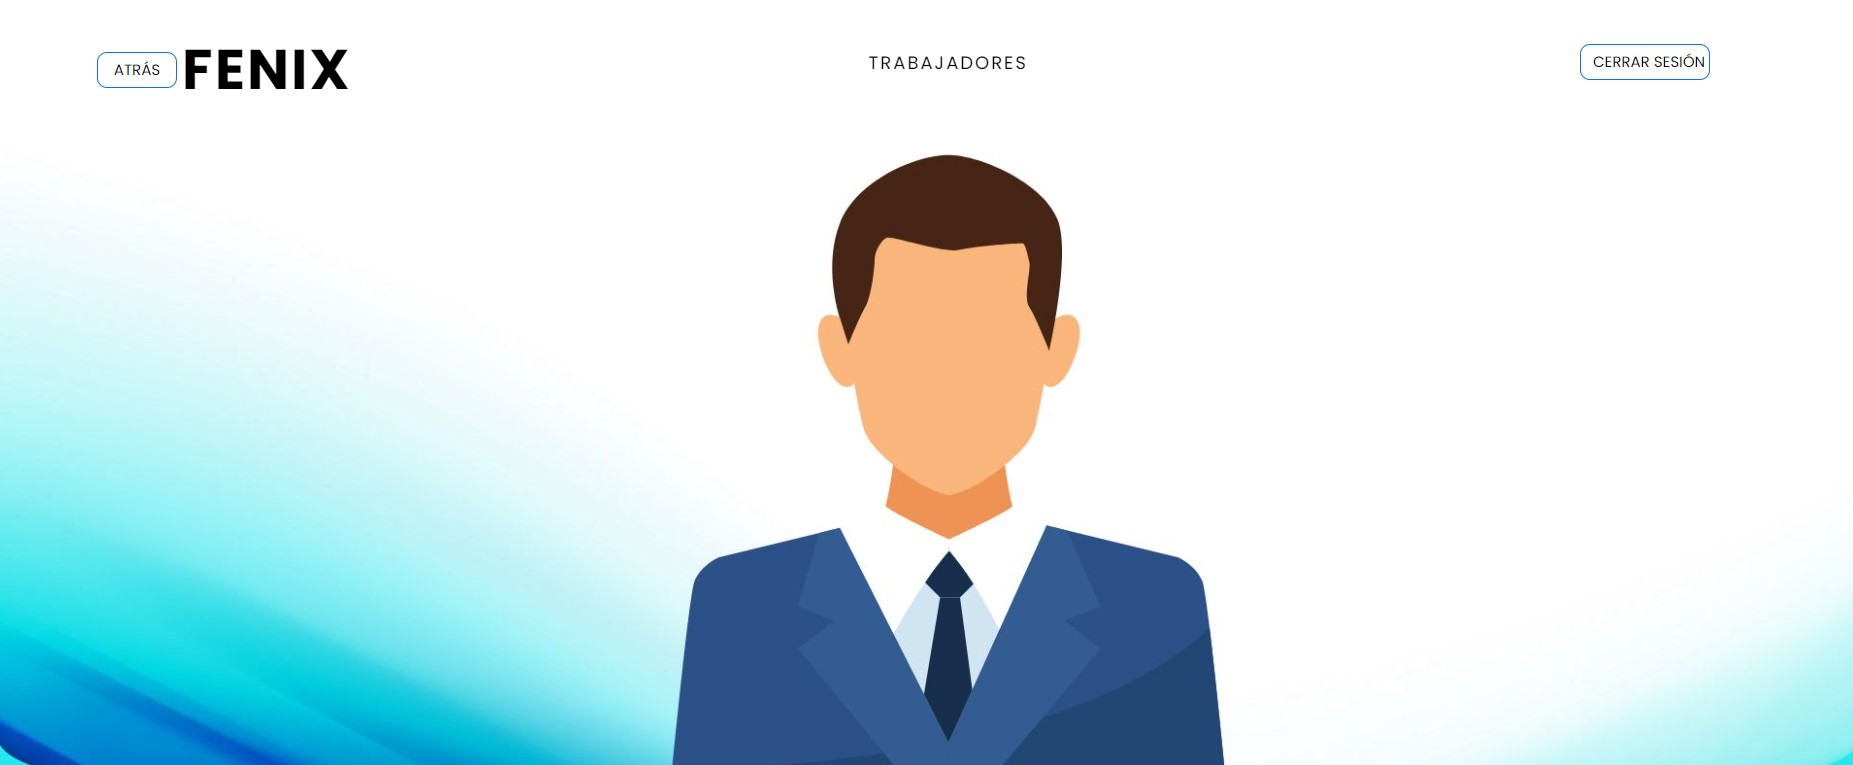 ATRÁS
FENIX
TRABAJADORES
CERRAR SESIÓN